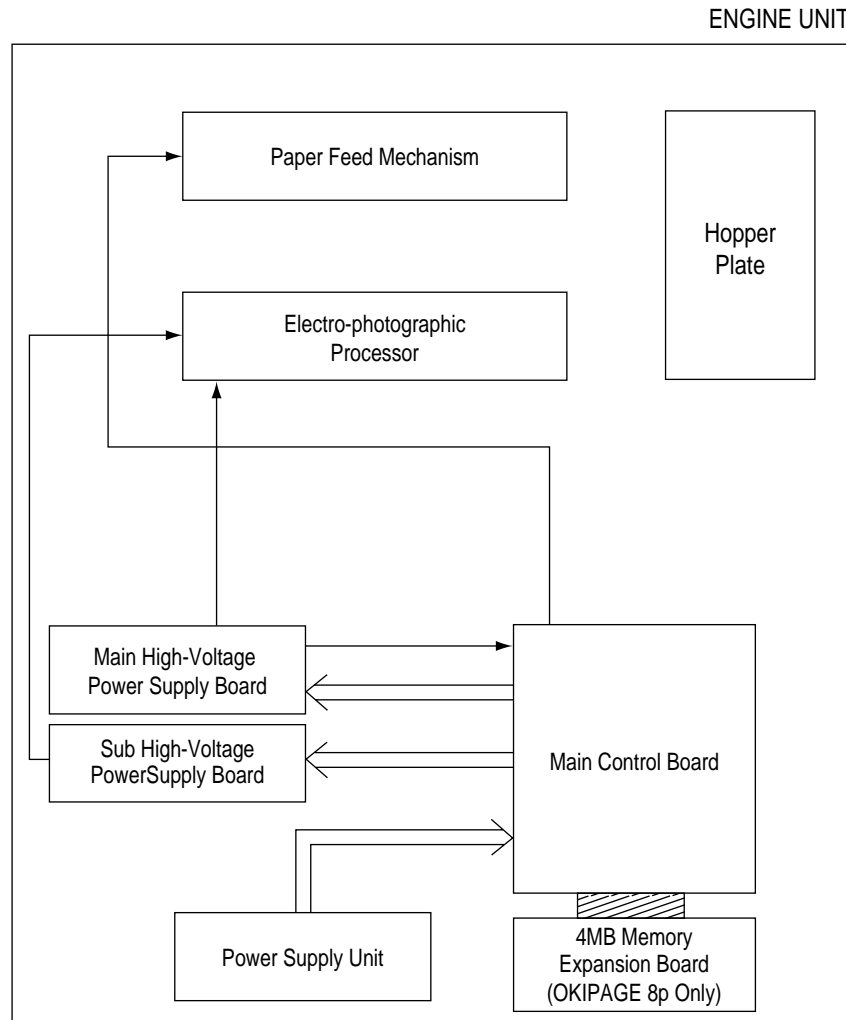 ENGINE UNIT
Paper Feed Mechanism
Hopper
Plate
Electro-photographic
Processor
Main High-Voltage
Power Supply Board
Sub High-Voltage
PowerSupply Board
Main Control Board
Power Supply Unit
4MB Memory
Expansion Board
(OKIPAGE 8p Only)